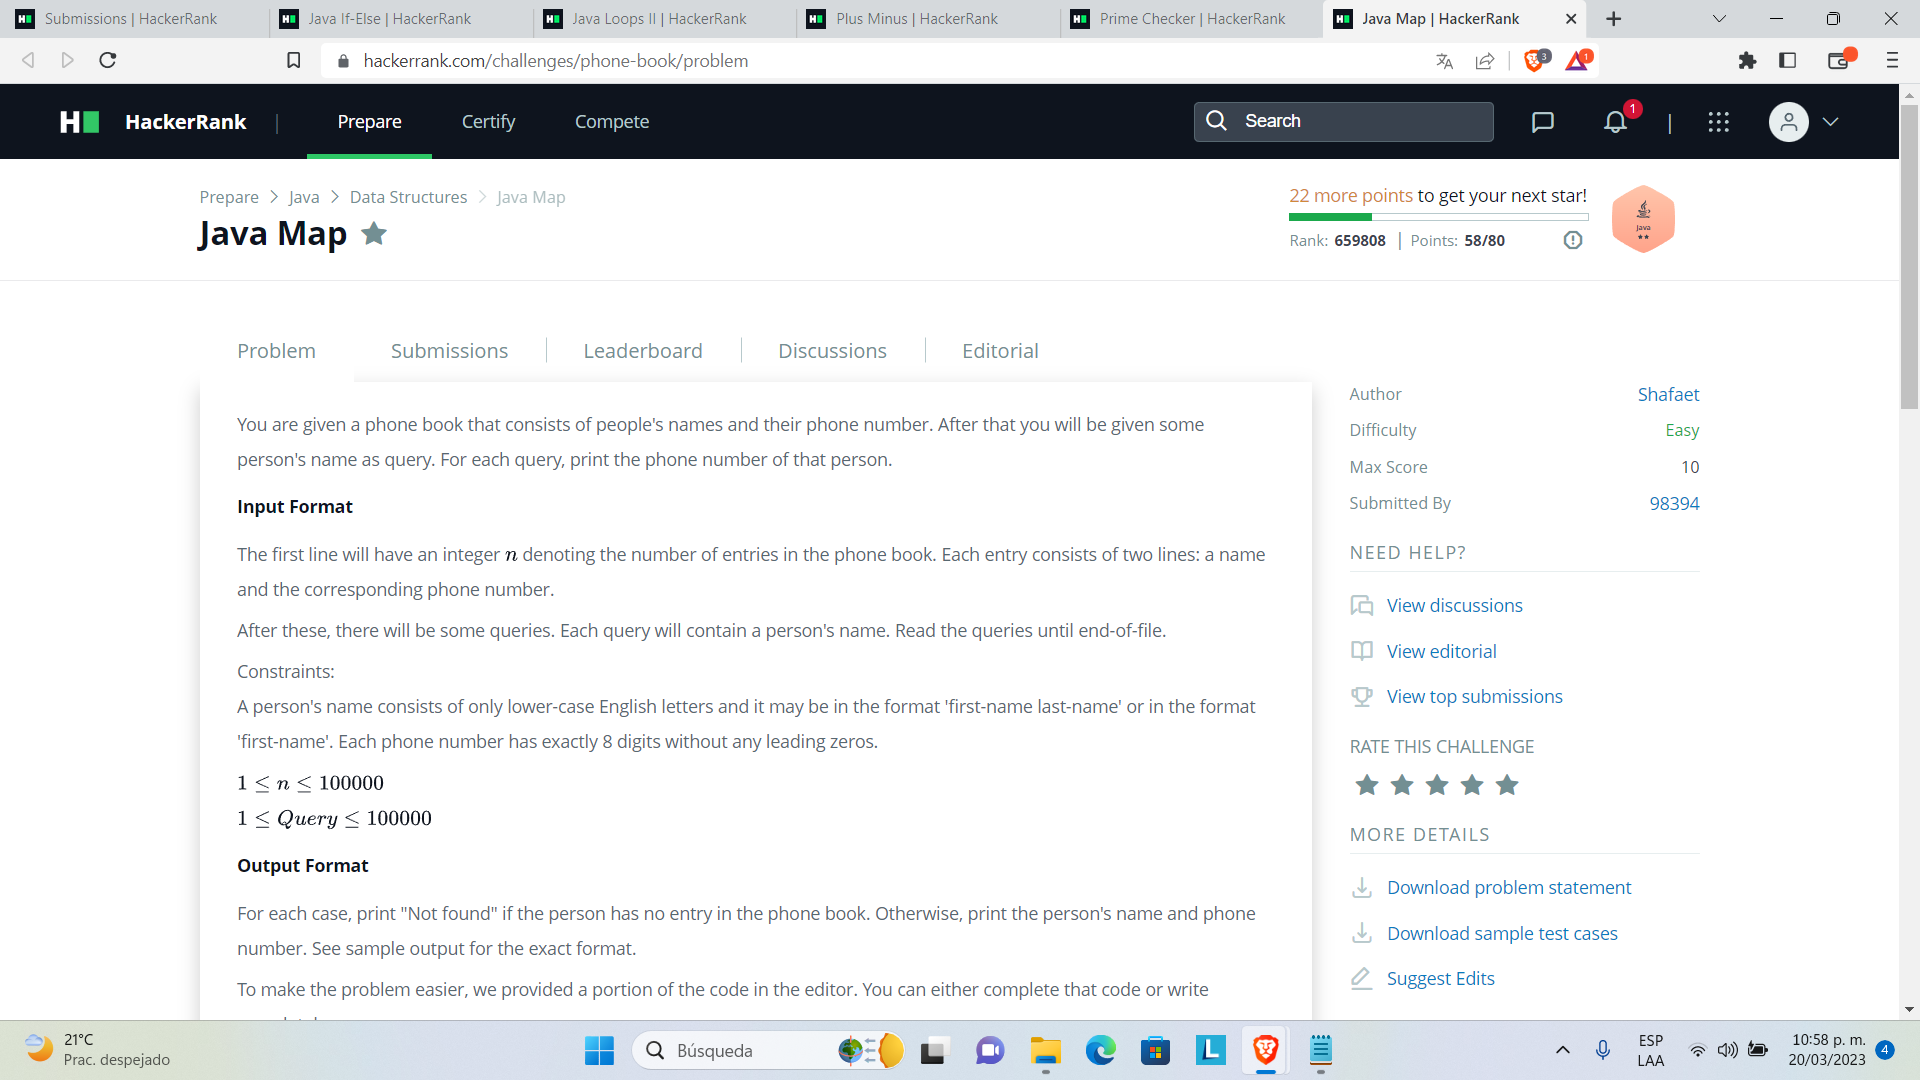 Submissions | HackerRank
Java If-Else | HackerRank
Java Loops II | HackerRank
Plus Minus | HackerRank
Prime Checker | HackerRank
Java Map | HackerRank
hackerrank.com/challenges/phone-book/problem
3
1
HackerRank
Prepare
Certify
Compete
Search
1
Prepare > Java > Data Structures > Java Map
Java Map
22 more points to get your next star!
Rank: 659808 | Points: 58/80
Java
Problem
Submissions
Leaderboard
Discussions
Editorial
You are given a phone book that consists of people's names and their phone number. After that you will be given some
person's name as query. For each query, print the phone number of that person.
Input Format
The first line will have an integer n denoting the number of entries in the phone book. Each entry consists of two lines: a name
and the corresponding phone number.
After these, there will be some queries. Each query will contain a person's name. Read the queries until end-of-file.
Constraints:
A person's name consists of only lower-case English letters and it may be in the format 'first-name last-name' or in the format
'first-name'. Each phone number has exactly 8 digits without any leading zeros.
1 ≤ n ≤ 100000
1 ≤ Query ≤ 100000
Output Format
For each case, print "Not found" if the person has no entry in the phone book. Otherwise, print the person's name and phone
number. See sample output for the exact format.
To make the problem easier, we provided a portion of the code in the editor. You can either complete that code or write
Author Shafaet
Difficulty Easy
Max Score 10
Submitted By 98394
NEED HELP?
View discussions
View editorial
View top submissions
RATE THIS CHALLENGE
MORE DETAILS
Download problem statement
Download sample test cases
Suggest Edits
21°C
Prac. despejado
Búsqueda
L
ESP
LAA
10:58 p. m.
20/03/2023
4